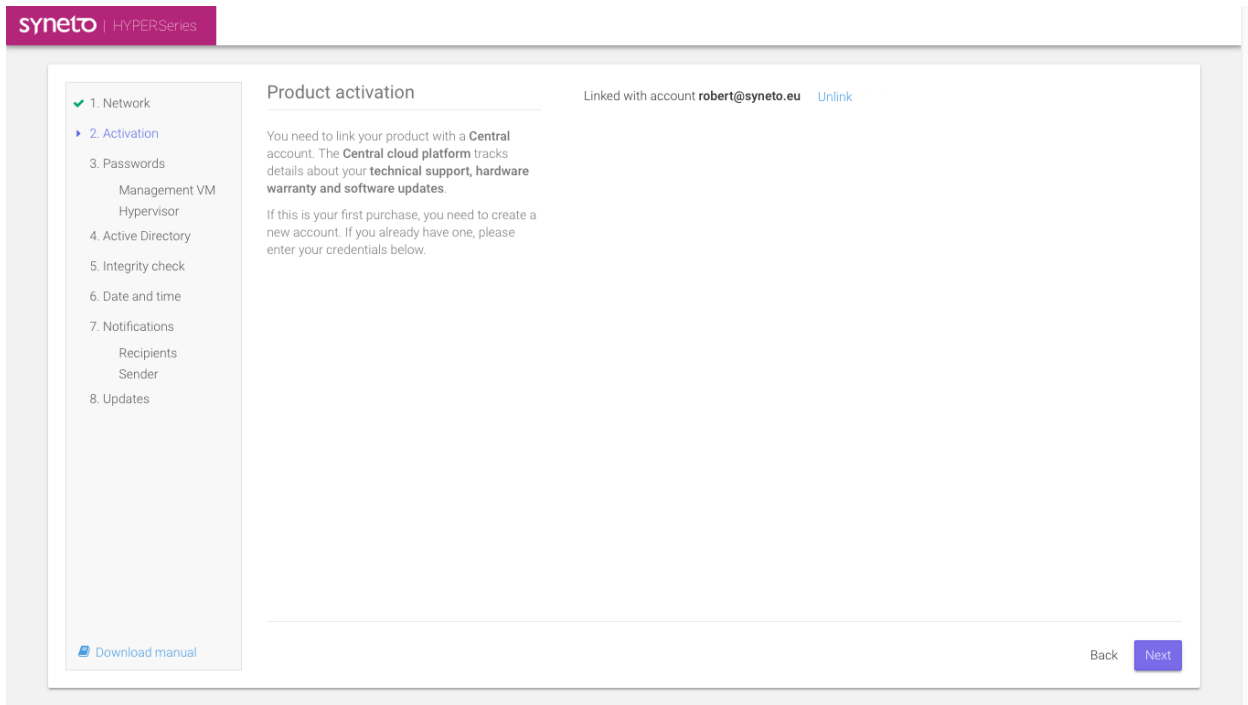 syneto | HYPERSeries
1. Network
2. Activation
3. Passwords
Management VM
Hypervisor
4. Active Directory
5. Integrity check
6. Date and time
7. Notifications
Recipients
Sender
8. Updates
Download manual
Product activation
You need to link your product with a Central
account. The Central cloud platform tracks
details about your technical support, hardware
warranty and software updates.
If this is your first purchase, you need to create a
new account. If you already have one, please
enter your credentials below.
Linked with account robert@syneto.eu Unlink
Back Next